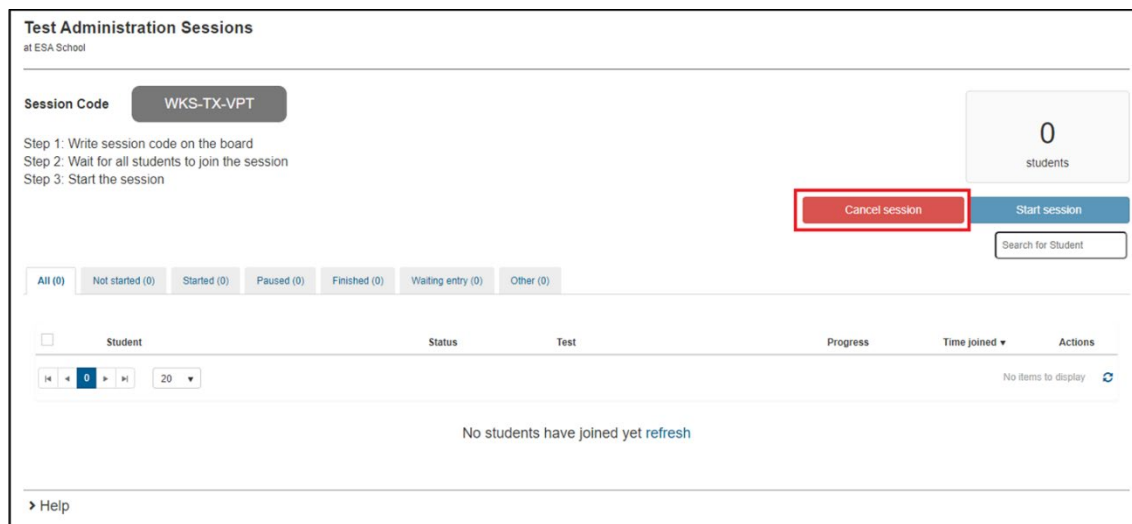 Test Administration Sessions
at ESA School
Session Code WKS-TX-VPT
Step 1: Write session code on the board
Step 2: Wait for all students to join the session
Step 3: Start the session
0
students
Cancel session Start session
Search for Student
All (0) Not started (0) Started (0) Paused (0) Finished (0) Waiting entry (0) Other (0)
Student Status Test Progress Time joined ▾ Actions
0 20 No items to display
No students have joined yet refresh
Help